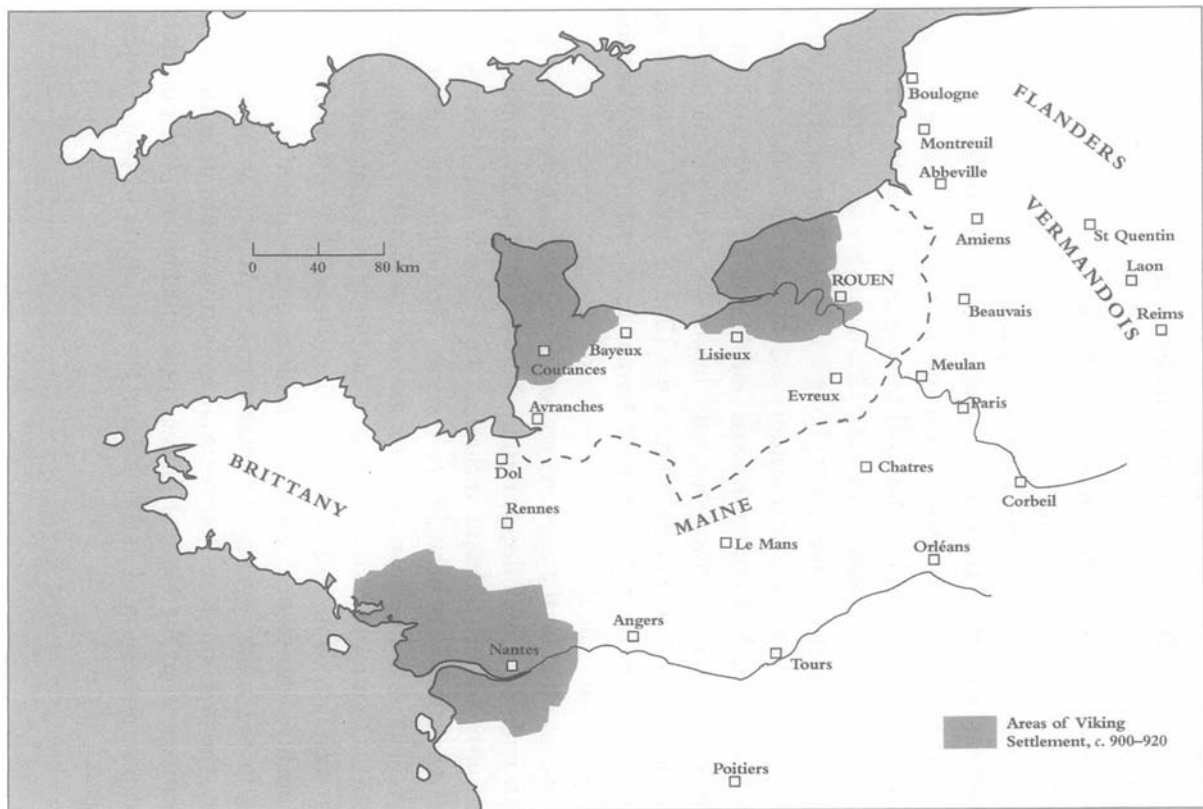 Boulogne
FLANDERS
Montreuil
Abbeville
VERMANDOIS
Amiens
St Quentin
Laon
0 40 80 km
ROUEN
Beauvais
Reims
Bayeux
Lisieux
Coutances
Meulan
Evreux
Paris
Avranches
BRITTANY
Dol
Chatres
Corbeil
Rennes
MAINE
Le Mans
Orléans
Angers
Nantes
Tours
Areas of Viking
Settlement, c. 900–920
Poitiers